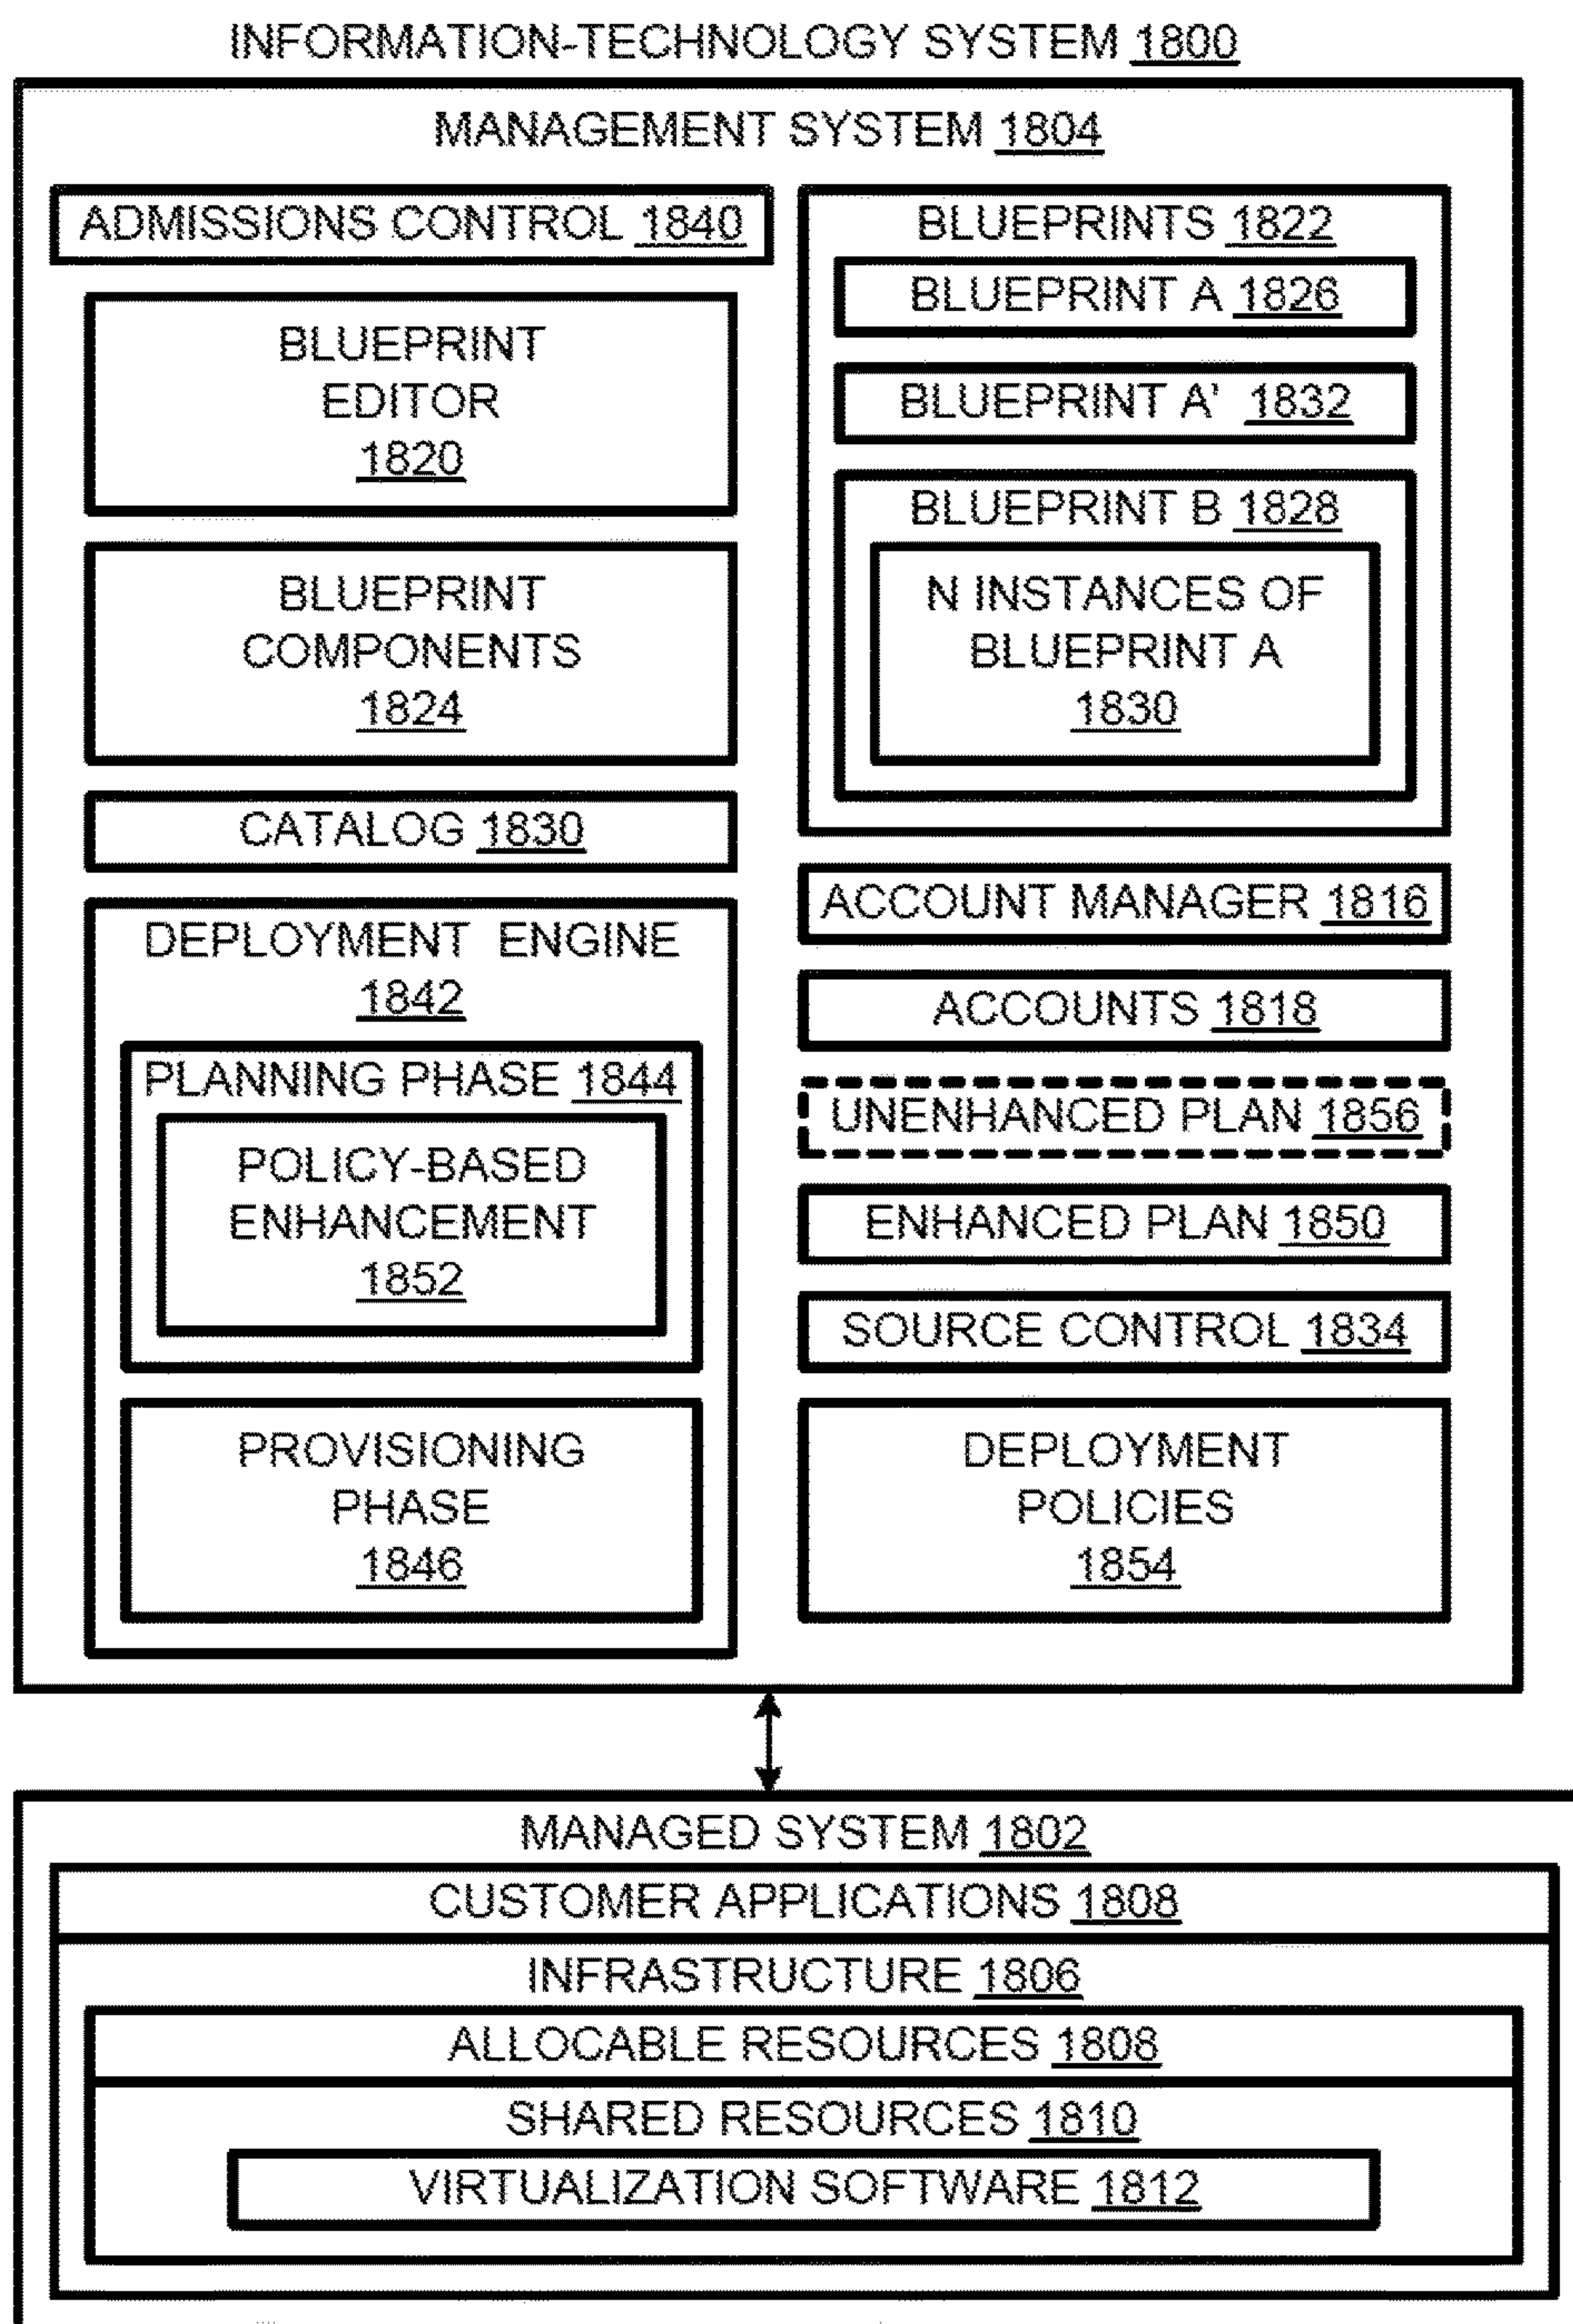 INFORMATION-TECHNOLOGY SYSTEM 1800
MANAGEMENT SYSTEM 1804
ADMISSIONS CONTROL 1840
BLUEPRINT
EDITOR
1820
BLUEPRINT
COMPONENTS
1824
CATALOG 1830
DEPLOYMENT ENGINE
1842
PLANNING PHASE 1844
POLICY-BASED
ENHANCEMENT
1852
PROVISIONING
PHASE
1846
BLUEPRINTS 1822
BLUEPRINT A 1826
BLUEPRINT A' 1832
BLUEPRINT B 1828
N INSTANCES OF
BLUEPRINT A
1830
ACCOUNT MANAGER 1816
ACCOUNTS 1818
UNENHANCED PLAN 1856
ENHANCED PLAN 1850
SOURCE CONTROL 1834
DEPLOYMENT
POLICIES
1854
MANAGED SYSTEM 1802
CUSTOMER APPLICATIONS 1808
INFRASTRUCTURE 1806
ALLOCABLE RESOURCES 1808
SHARED RESOURCES 1810
VIRTUALIZATION SOFTWARE 1812